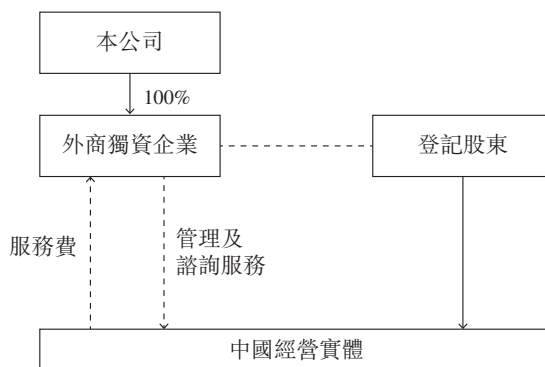 本公司
100%
外商獨資企業
登記股東
服務費
管理及
諮詢服務
中國經營實體